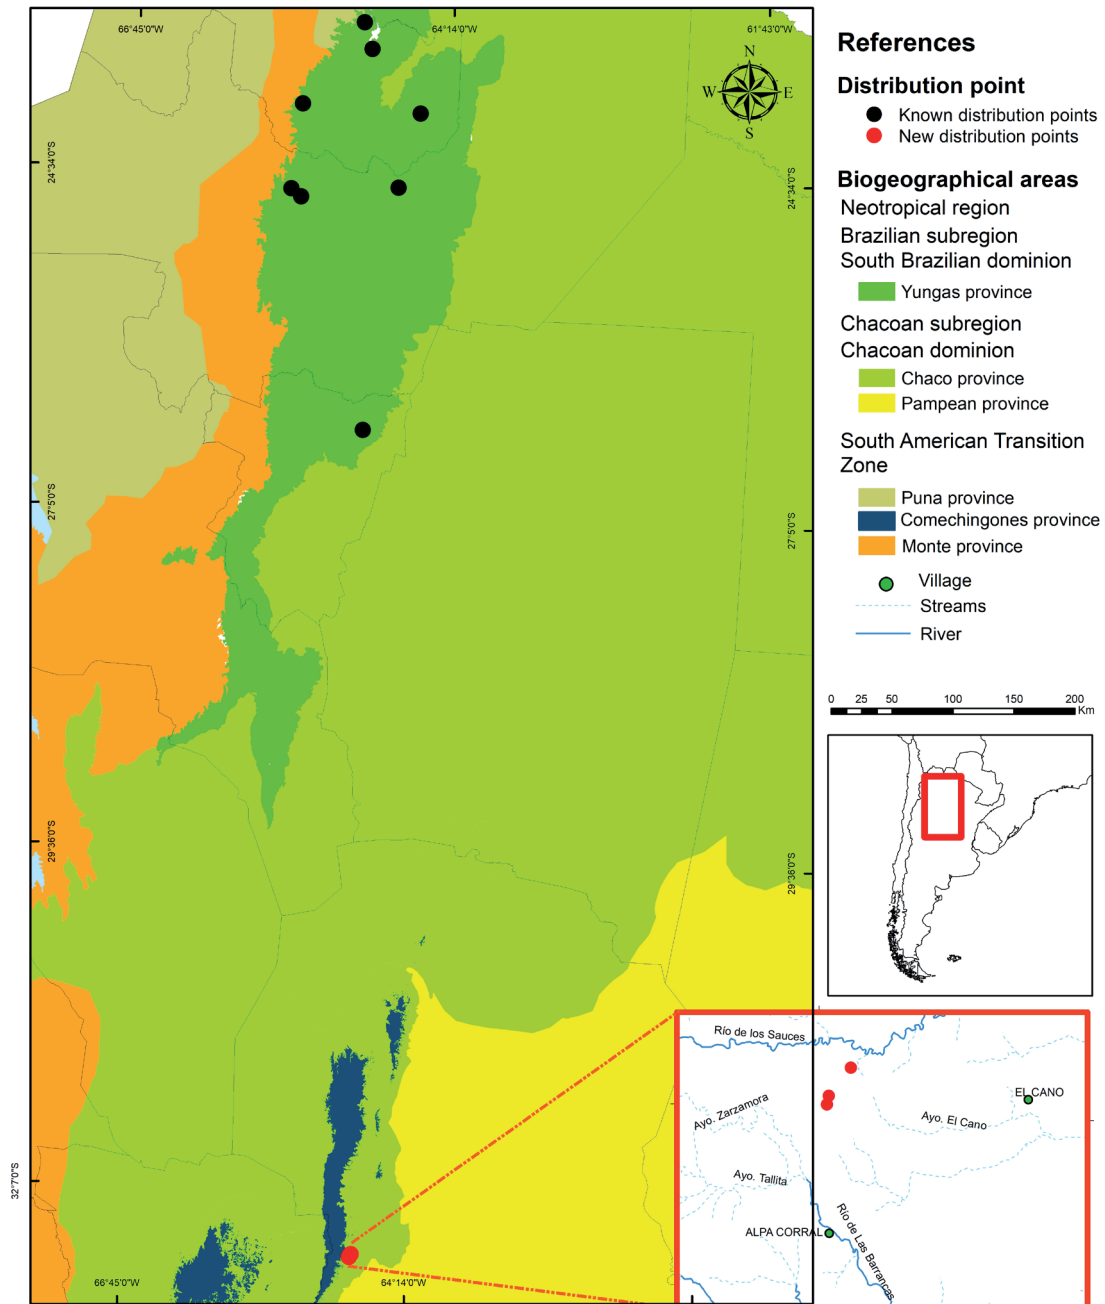 66°45'0"W
64°14'0"W
61°43'0"W
N
W
E
S
24°34'0"S
24°34'0"S
27°5'0"S
27°5'0"S
29°36'0"S
29°36'0"S
32°7'0"S
66°45'0"W
64°14'0"W
References
Distribution point
Known distribution points
New distribution points
Biogeographical areas
Neotropical region
Brazilian subregion
South Brazilian dominion
Yungas province
Chacoan subregion
Chacoan dominion
Chaco province
Pampean province
South American Transition
Zone
Puna province
Comechingones province
Monte province
Village
Streams
River
0 25 50 100 150 200
Km
Río de los Sauces
EL CANO
Ayo. Zarzamora
Ayo. El Cano
Ayo. Tallita
Río de Las Barrancas
ALPA CORRAL